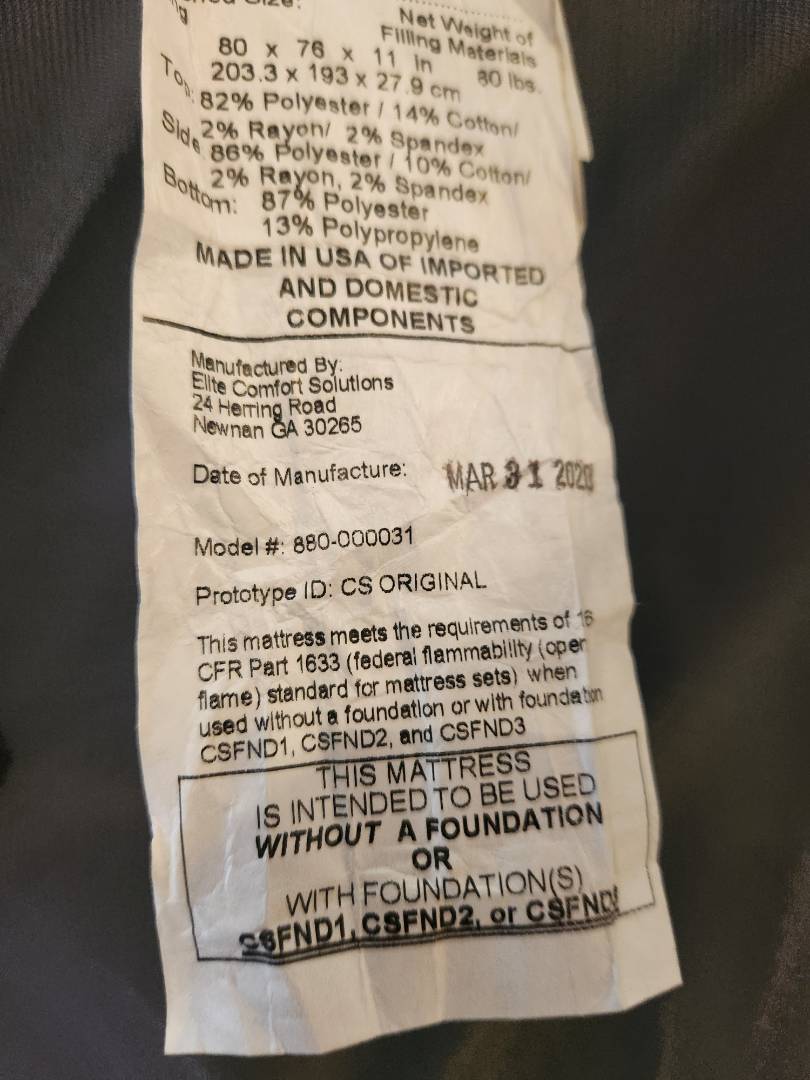 Net Weight of
Filling Materials
80 x 76 x 11 in 80 lbs.
203.3 x 193 x 27.9 cm
Top: 82% Polyester / 14% Cotton/
2% Rayon/ 2% Spandex
Side 86% Polyester / 10% Cotton/
2% Rayon, 2% Spandex
Bottom: 87% Polyester
13% Polypropylene
MADE IN USA OF IMPORTED
AND DOMESTIC
COMPONENTS
Manufactured By:
Elite Comfort Solutions
24 Herring Road
Newnan GA 30265
Date of Manufacture: MAR 31 2020
Model #: 880-000031
Prototype ID: CS ORIGINAL
This mattress meets the requirements of 16
CFR Part 1633 (federal flammability (open
flame) standard for mattress sets) when
used without a foundation or with foundation
CSFND1, CSFND2, and CSFND3
THIS MATTRESS
IS INTENDED TO BE USED
WITHOUT A FOUNDATION
OR
WITH FOUNDATION(S)
CSFND1, CSFND2, or CSFND3